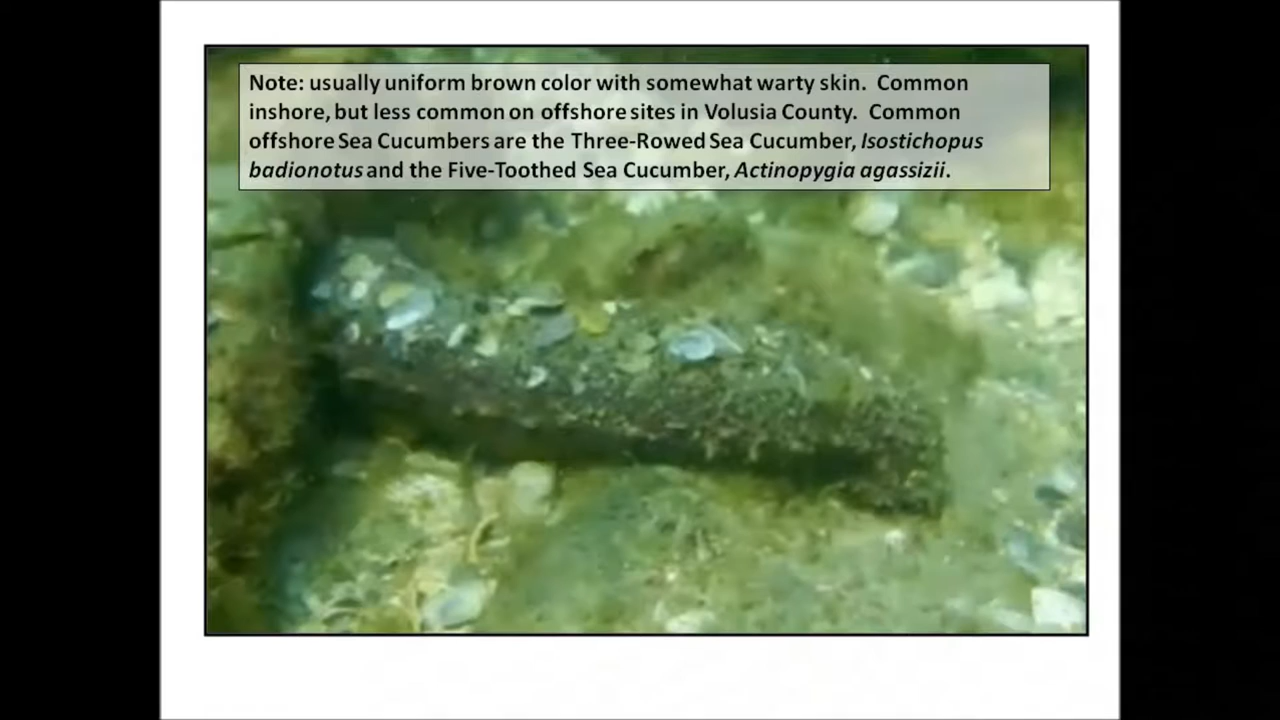 Note: usually uniform brown color with somewhat warty skin.  Common
inshore, but less common on offshore sites in Volusia County.  Common
offshore Sea Cucumbers are the Three-Rowed Sea Cucumber, Isostichopus
badionotus and the Five-Toothed Sea Cucumber, Actinopygia agassizii.